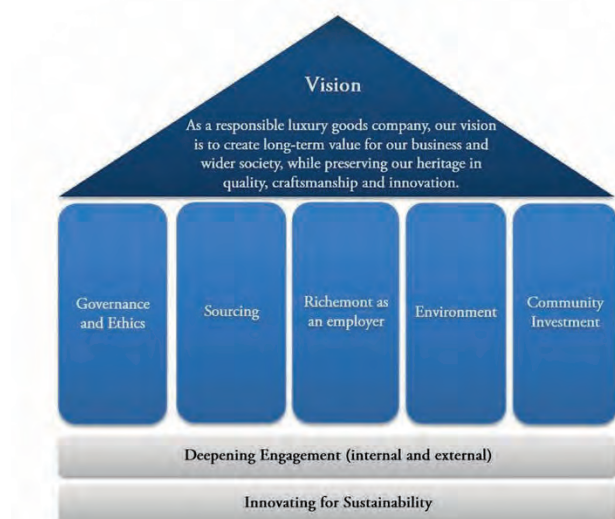 Vision
As a responsible luxury goods company, our vision
is to create long-term value for our business and
wider society, while preserving our heritage in
quality, craftsmanship and innovation.
Governance
and Ethics
Sourcing
Richemont as
an employer
Environment
Community
Investment
Deepening Engagement (internal and external)
Innovating for Sustainability